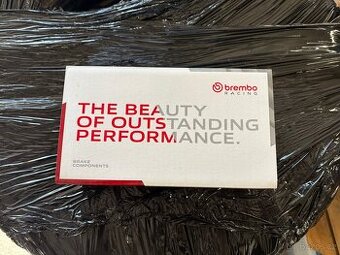 brembo
RACING
THE BEAUTY
OF OUTSTANDING
PERFORMANCE.
BRAKE
COMPONENTS